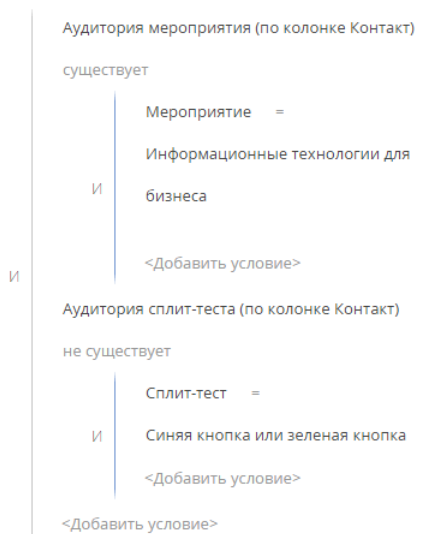 Аудитория мероприятия (по колонке Контакт)
существует
Мероприятие =
Информационные технологии для
И
бизнеса
<Добавить условие>
И
Аудитория сплит-теста (по колонке Контакт)
не существует
Сплит-тест =
И Синяя кнопка или зеленая кнопка
<Добавить условие>
<Добавить условие>